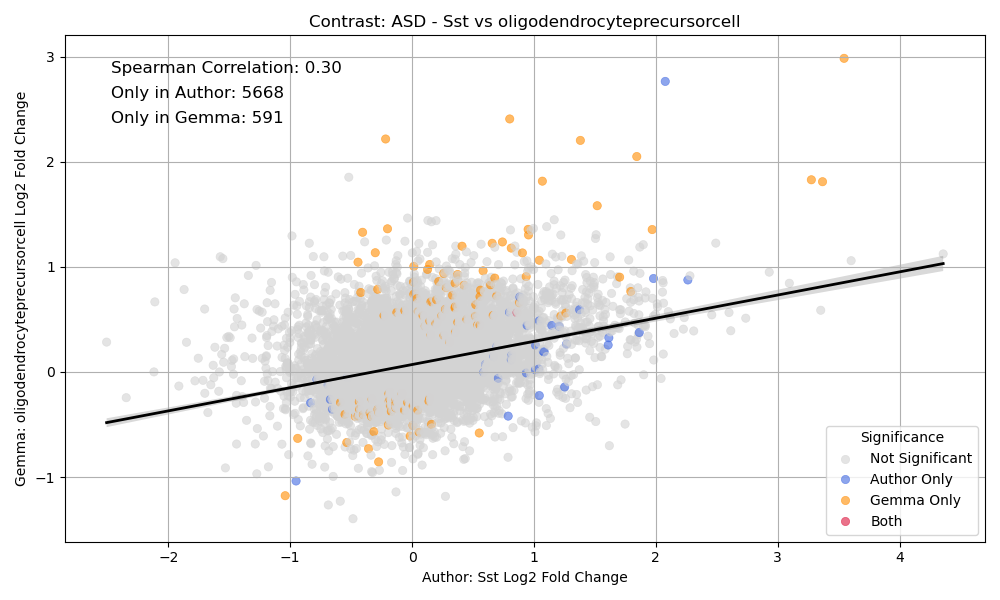 Contrast: ASD - Sst vs oligodendrocyteprecursorcell
Spearman Correlation: 0.30
Only in Author: 5668
Only in Gemma: 591
Gemma: oligodendrocyteprecursorcell Log2 Fold Change
3
2
1
0
−1
−2
−1
0
1
2
3
4
Author: Sst Log2 Fold Change
Significance
Not Significant
Author Only
Gemma Only
Both